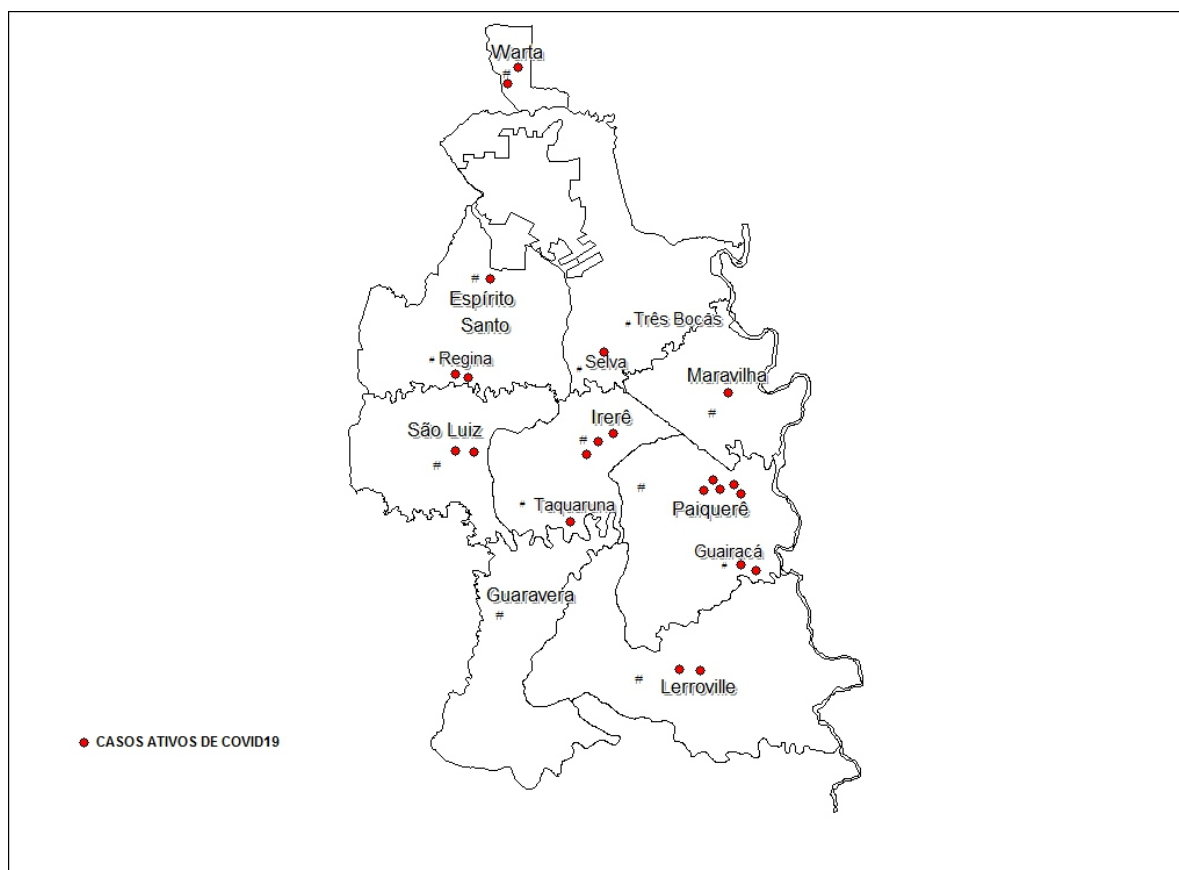 Warta
#
#
Espírito
Santo
Três Bocas
Regina
Selva
Maravilha
#
Irerê
São Luiz
#
#
#
Taquaruna
Paiquerê
Guairacá
Guaravera
#
#
Lerroville
CASOS ATIVOS DE COVID19